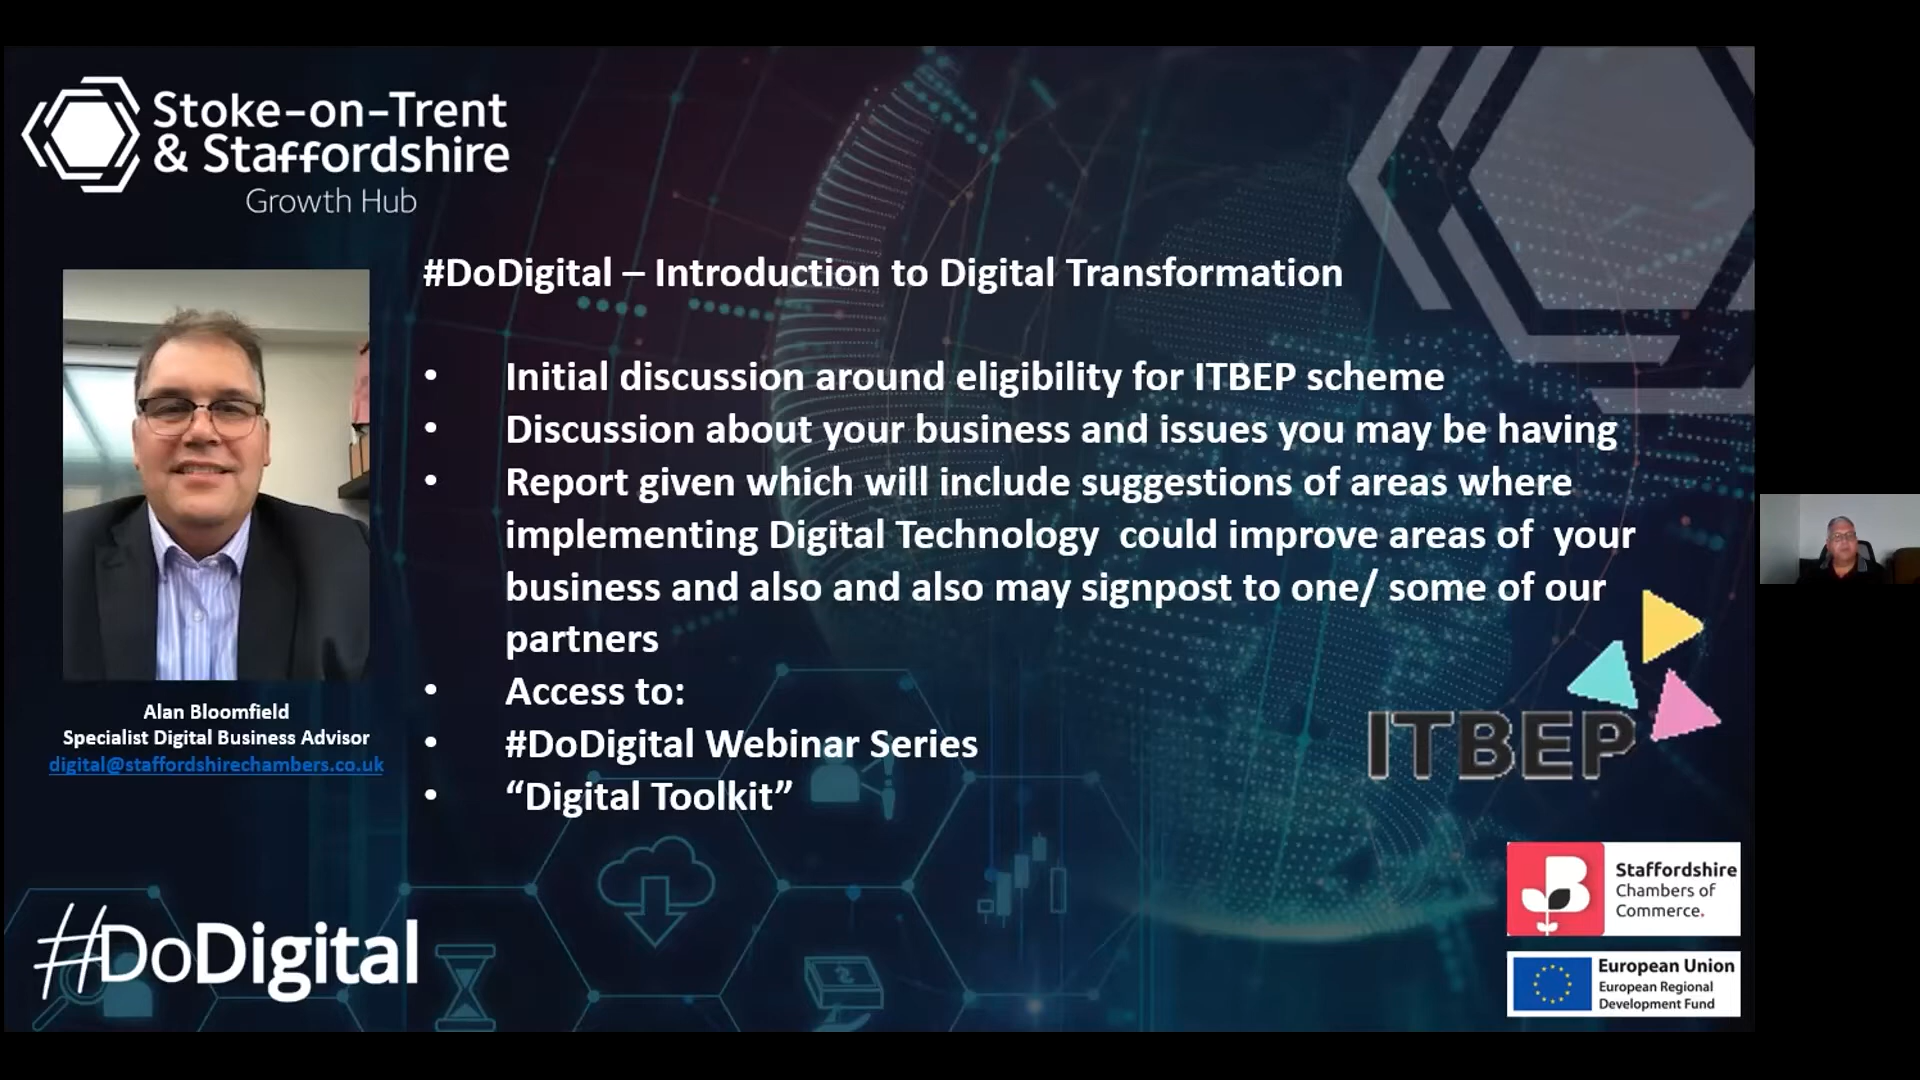 Stoke-on-Trent
& Staffordshire
Growth Hub
#DoDigital – Introduction to Digital Transformation
• Initial discussion around eligibility for ITBEP scheme
• Discussion about your business and issues you may be having
• Report given which will include suggestions of areas where
implementing Digital Technology could improve areas of your
business and also and also may signpost to one/ some of our
partners
• Access to:
• #DoDigital Webinar Series
• “Digital Toolkit”
Alan Bloomfield
Specialist Digital Business Advisor
digital@staffordshirechambers.co.uk
ITBEP
#DoDigital
Staffordshire
Chambers of
Commerce.
European Union
European Regional
Development Fund